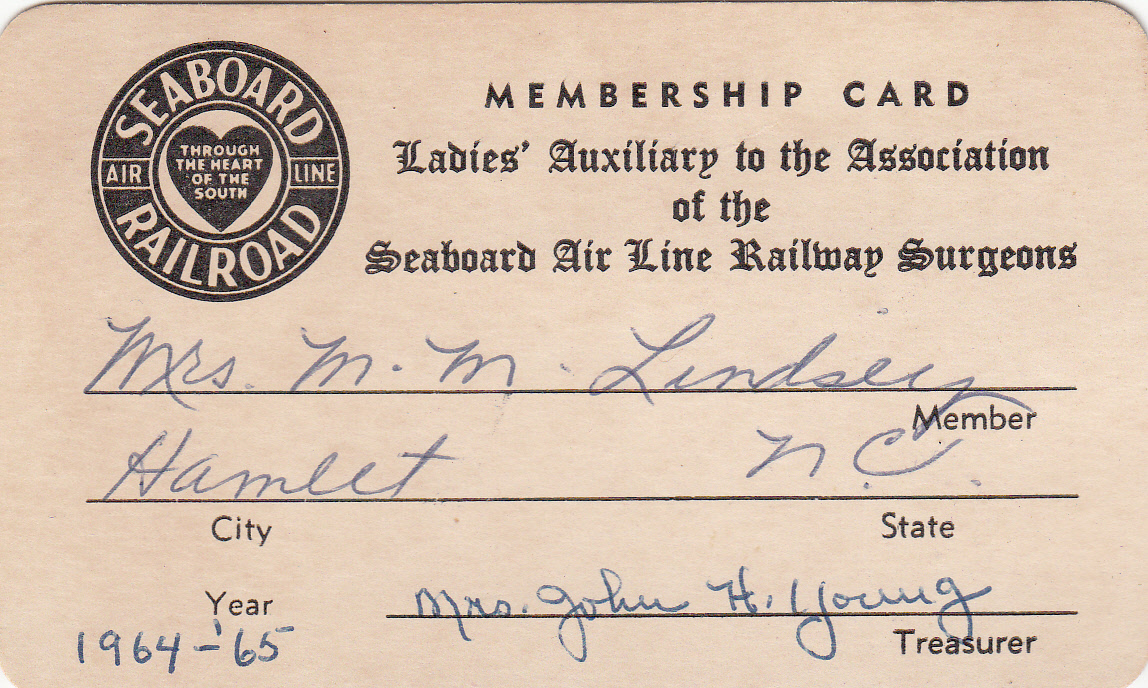 SEABOARD
AIR LINE
RAILROAD
THROUGH
THE HEART
OF THE
SOUTH
MEMBERSHIP CARD
Ladies' Auxiliary to the Association
of the
Seaboard Air Line Railway Surgeons
Mrs. M. M. Lindsey
Member
Hamlet N.C.
City State
Year Mrs. John H. Young
1964-'65 Treasurer